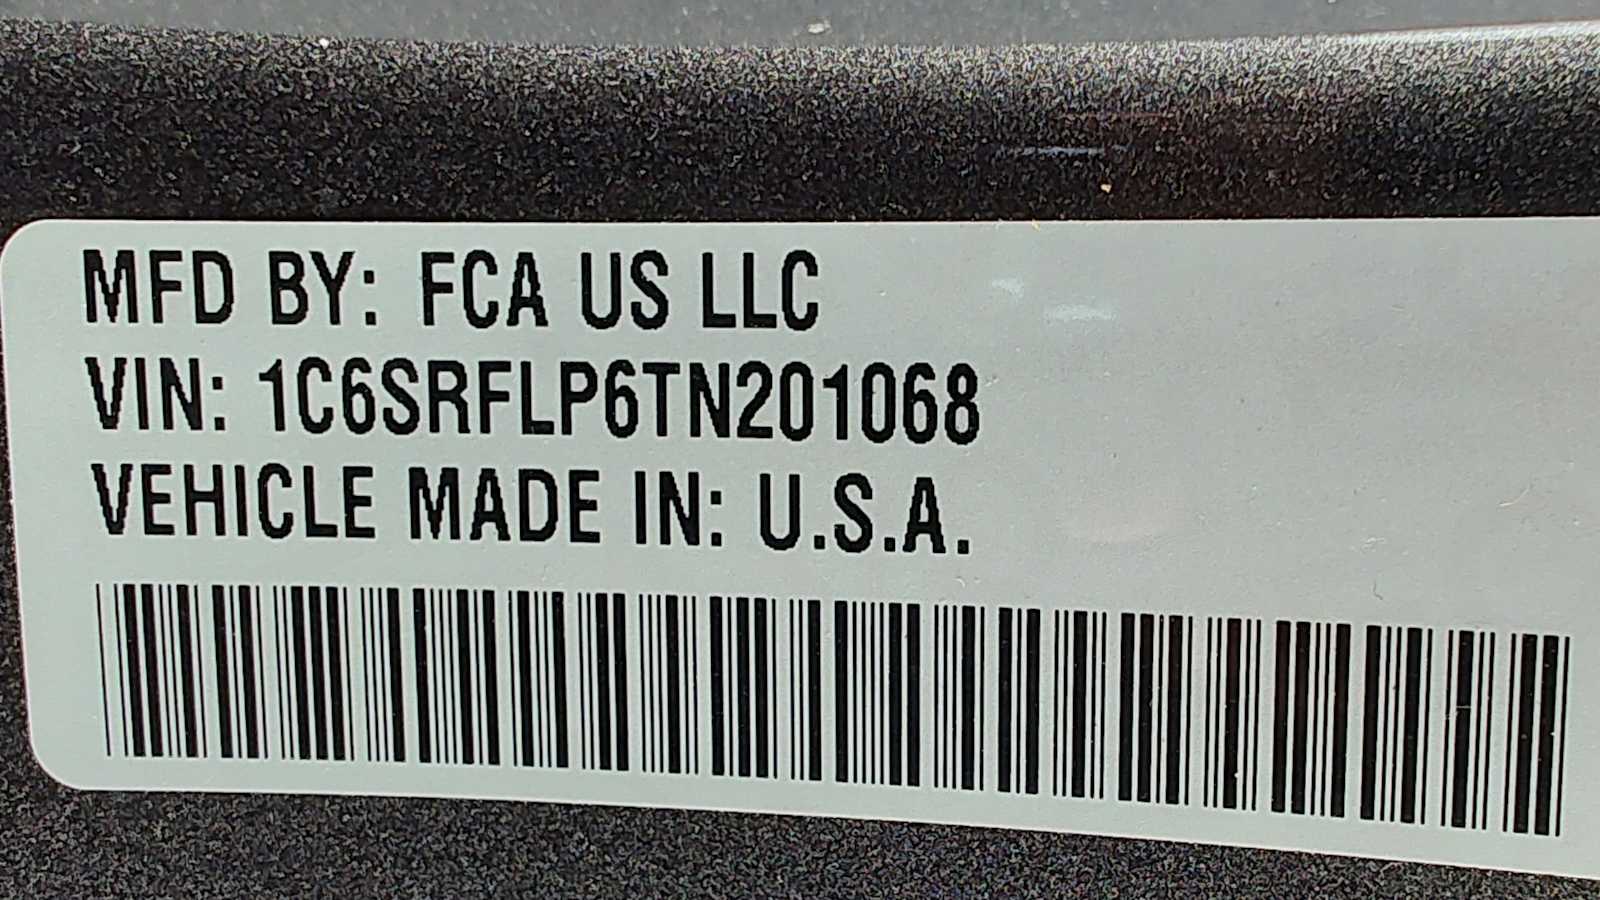 MFD BY: FCA US LLC
VIN: 1C6SRFLP6TN201068
VEHICLE MADE IN: U.S.A.